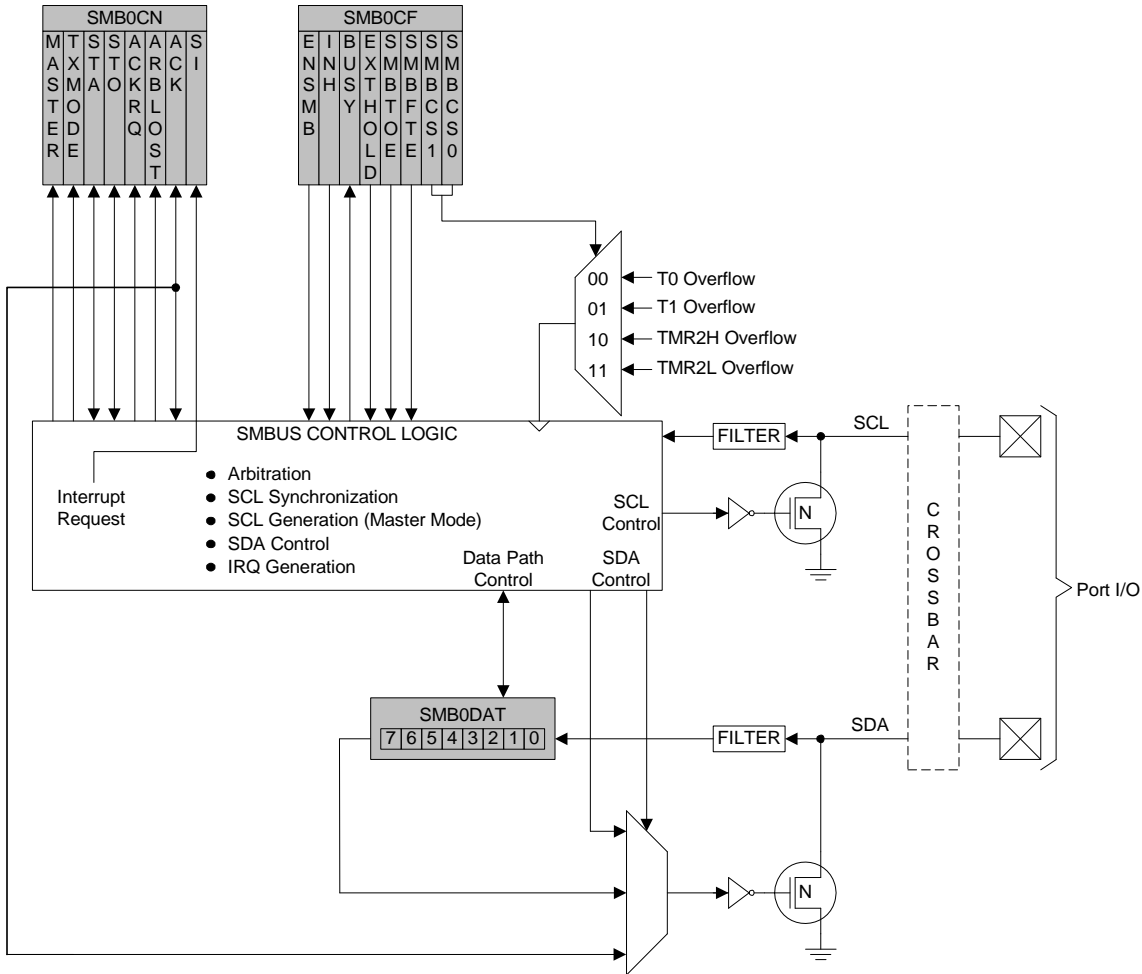 SMB0CN
MASTER
TXMODE
STA
STO
ACKRQ
ARBLOST
ACK
SI
SMB0CF
ENSMB
INH
BUSY
EXTHOLD
SMBTOE
SMBFTE
SMBCS1
SMBCS0
00
T0 Overflow
01
T1 Overflow
10
TMR2H Overflow
11
TMR2L Overflow
SMBUS CONTROL LOGIC
Interrupt
Request
● Arbitration
● SCL Synchronization
● SCL Generation (Master Mode)
● SDA Control
● IRQ Generation
SCL
Control
Data Path
Control
SDA
Control
FILTER
SCL
N
CROSSBAR
Port I/O
SMB0DAT
7 6 5 4 3 2 1 0
FILTER
SDA
N